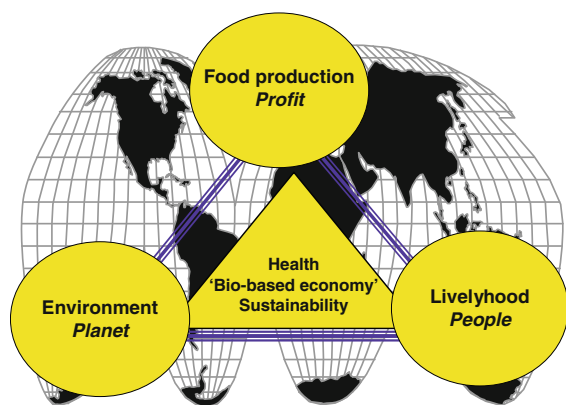 Food production
Profit
Health
'Bio-based economy'
Sustainability
Environment
Planet
Livelyhood
People